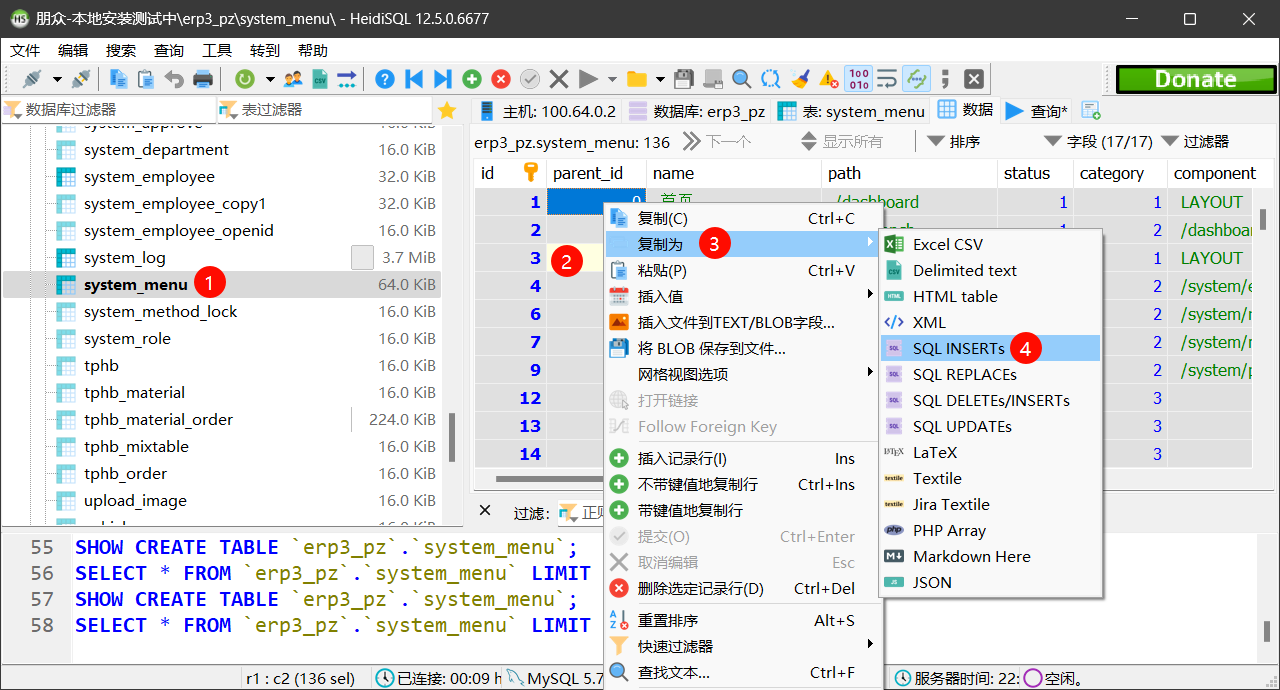 朋众-本地安装测试中\erp3_pz\system_menu\ - HeidiSQL 12.5.0.6677
文件 编辑 搜索 查询 工具 转到 帮助
Donate
数据库过滤器 表过滤器
主机: 100.64.0.2 数据库: erp3_pz 表: system_menu 数据 查询*
erp3_pz.system_menu: 136 下一个 显示所有 排序 字段 (17/17) 过滤器
system_approve 16.0 KiB
system_department 16.0 KiB
system_employee 32.0 KiB
system_employee_copy1 32.0 KiB
system_employee_openid 16.0 KiB
system_log 3.7 MiB
system_menu 1 64.0 KiB
system_method_lock 16.0 KiB
system_role 16.0 KiB
tphb 16.0 KiB
tphb_material 16.0 KiB
tphb_material_order 224.0 KiB
tphb_mixtable 16.0 KiB
tphb_order 16.0 KiB
upload_image 16.0 KiB
id parent_id name path status category component
1 0 首页 /dashboard 1 1 LAYOUT
2 2 /dashboar
3 2 1 LAYOUT
4 2 /system/e
6 2 /system/r
7 2 /system/r
9 2 /system/p
12 3
13 3
14 3
复制(C) Ctrl+C
复制为 3
粘贴(P) Ctrl+V
插入值
插入文件到TEXT/BLOB字段...
将 BLOB 保存到文件...
网格视图选项
打开链接
Follow Foreign Key
插入记录行(I) Ins
不带键值地复制行 Ctrl+Ins
带键值地复制行
提交(O) Ctrl+Enter
取消编辑 Esc
删除选定记录行(D) Ctrl+Del
重置排序 Alt+S
快速过滤器
查找文本... Ctrl+F
Excel CSV
Delimited text
HTML table
XML
SQL INSERTs 4
SQL REPLACEs
SQL DELETEs/INSERTs
SQL UPDATEs
LaTeX
Textile
Jira Textile
PHP Array
Markdown Here
JSON
过滤: 正则
55 SHOW CREATE TABLE `erp3_pz`.`system_menu`;
56 SELECT * FROM `erp3_pz`.`system_menu` LIMIT
57 SHOW CREATE TABLE `erp3_pz`.`system_menu`;
58 SELECT * FROM `erp3_pz`.`system_menu` LIMIT
r1 : c2 (136 sel) 已连接: 00:09 h MySQL 5.7 服务器时间: 22: 空闲。